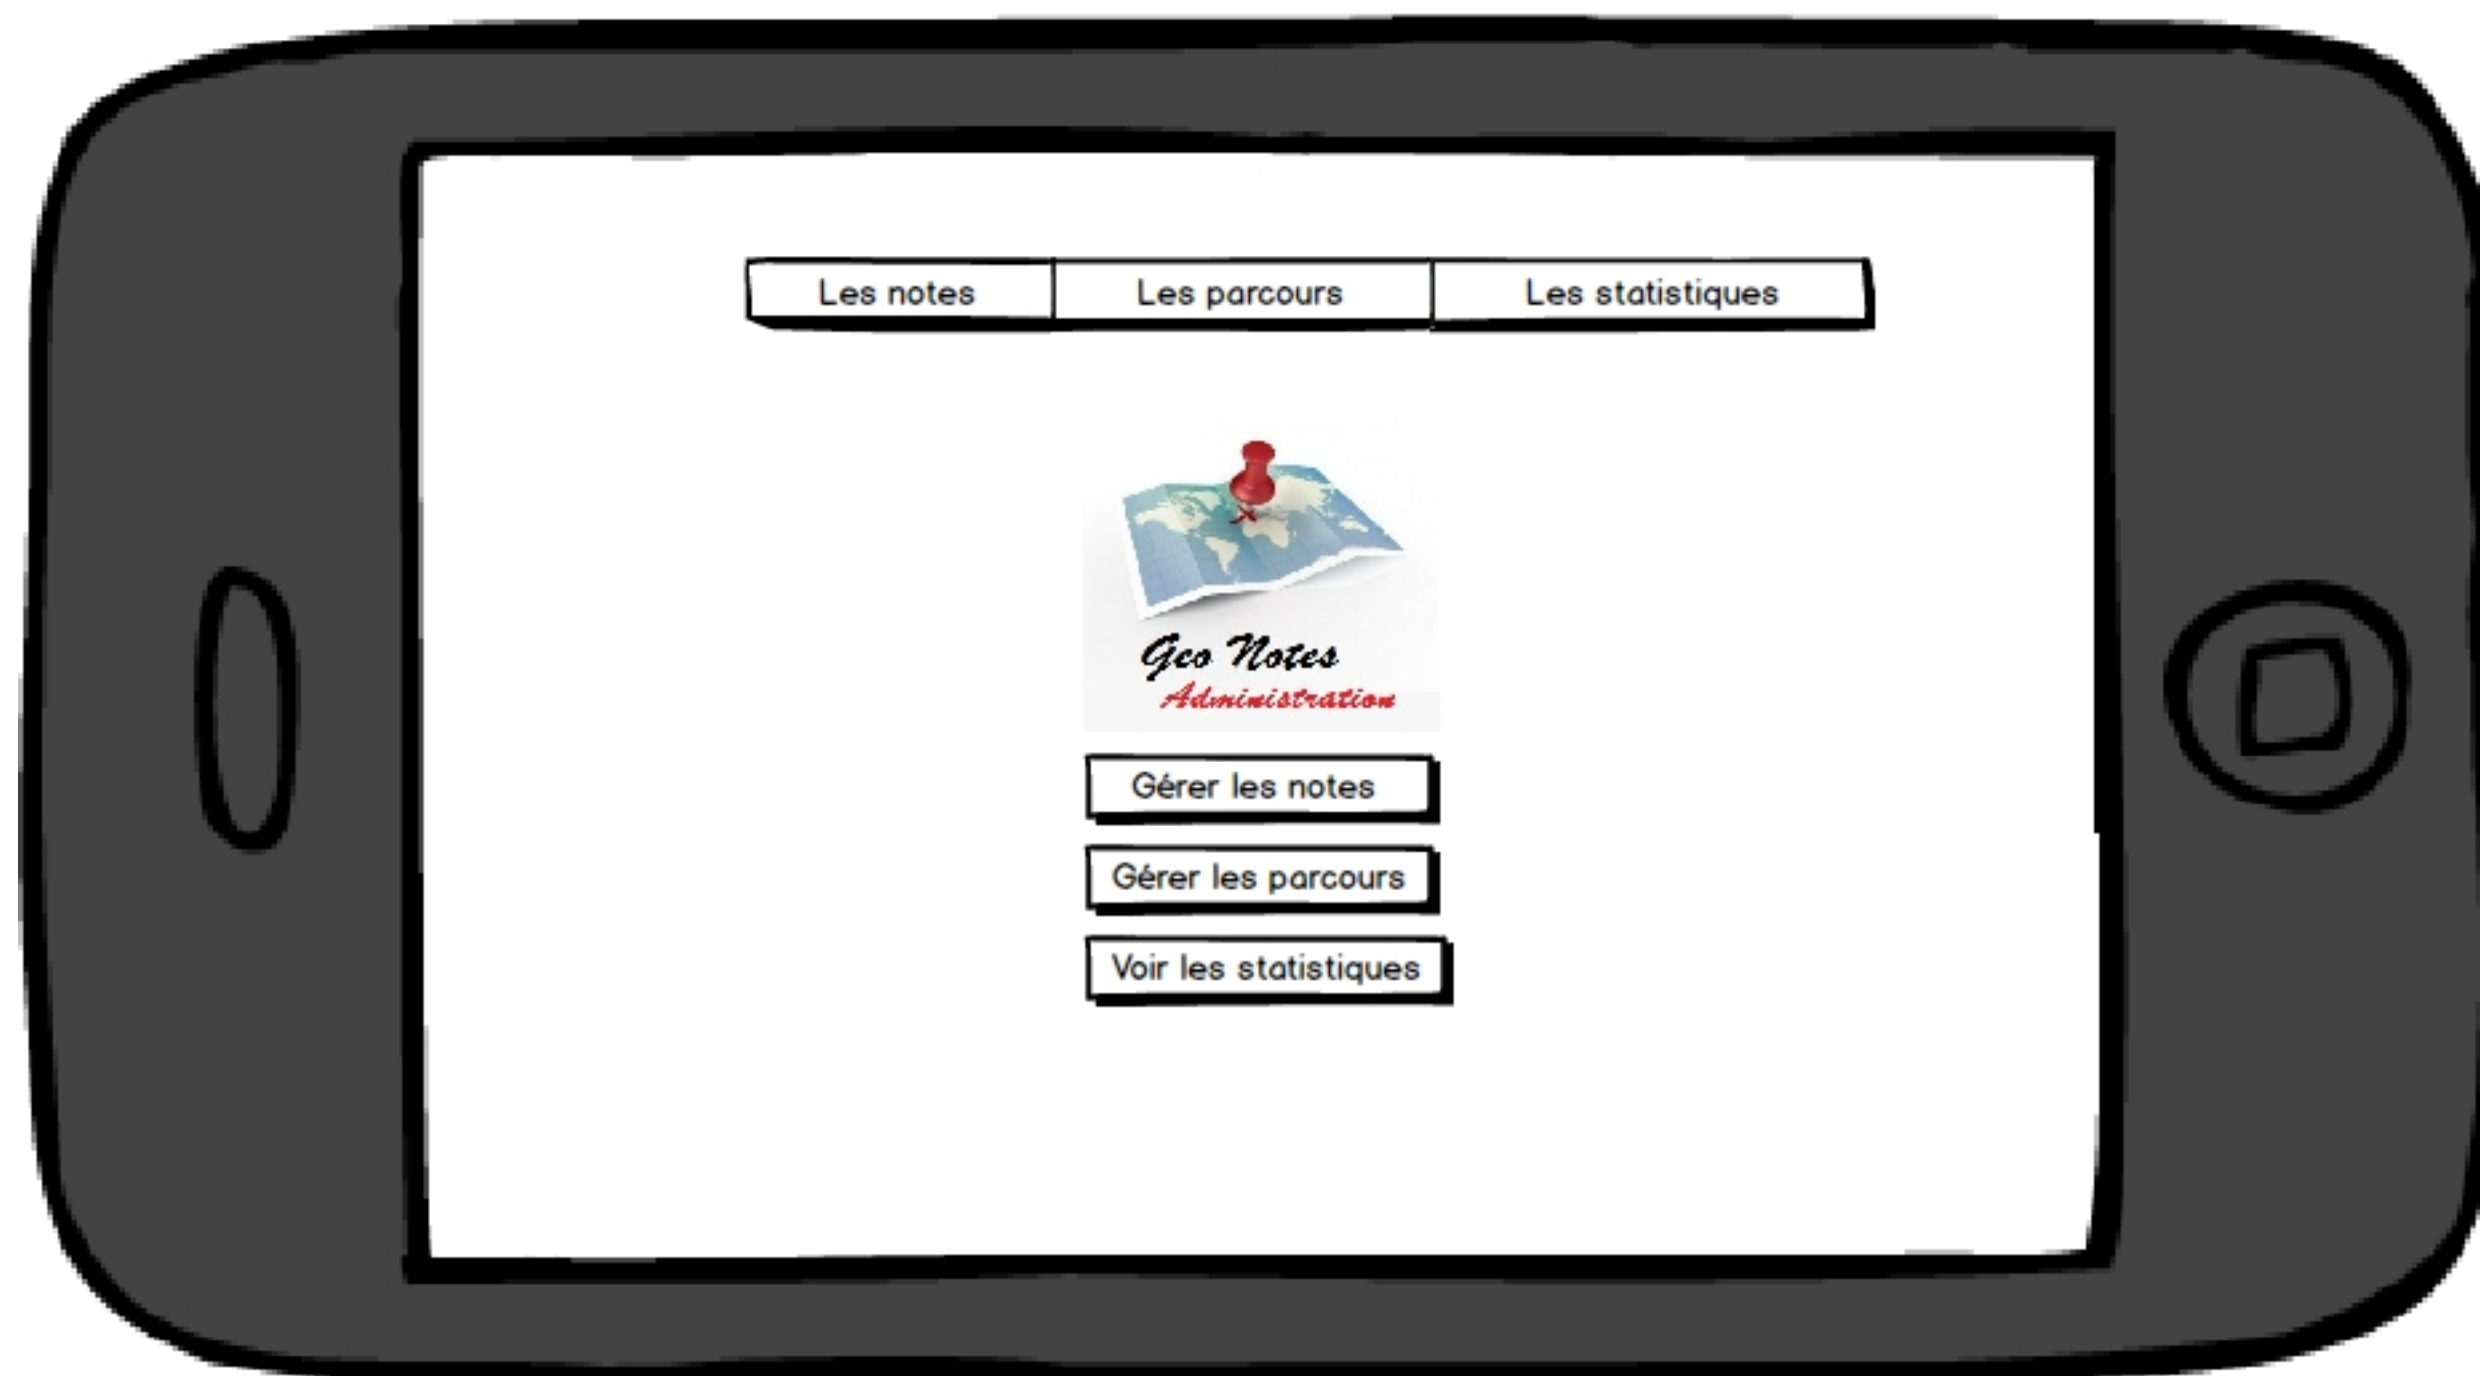 Les notes Les parcours Les statistiques
Geo Notes
Administration
Gérer les notes
Gérer les parcours
Voir les statistiques